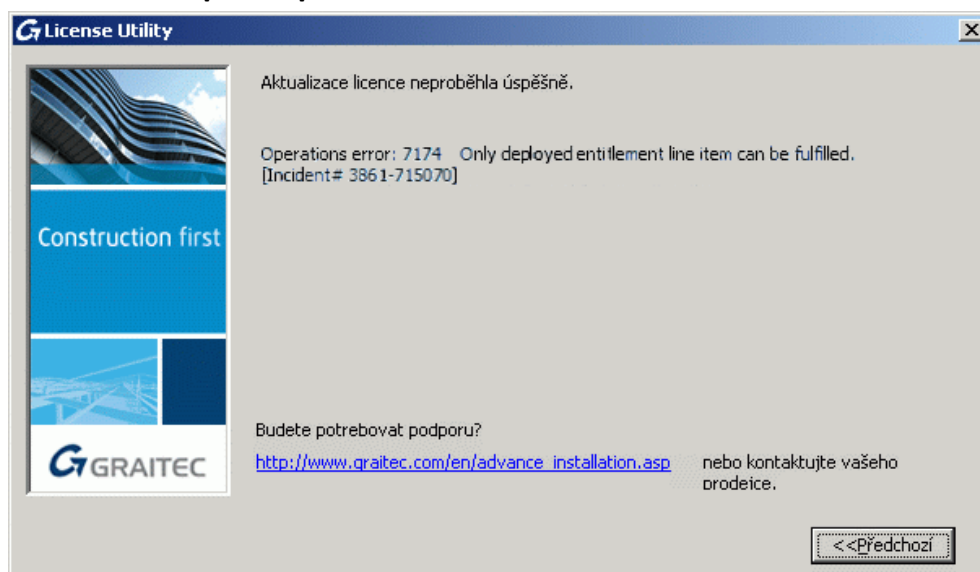 License Utility
Aktualizace licence neproběhla úspěšně.
Operations error: 7174 Only deployed entitlement line item can be fulfilled.
[Incident# 3861-715070]
Construction first
GRAITEC
Budete potrebovat podporu?
http://www.graitec.com/en/advance_installation.asp nebo kontaktujte vašeho
prodejce.
<<Předchozí